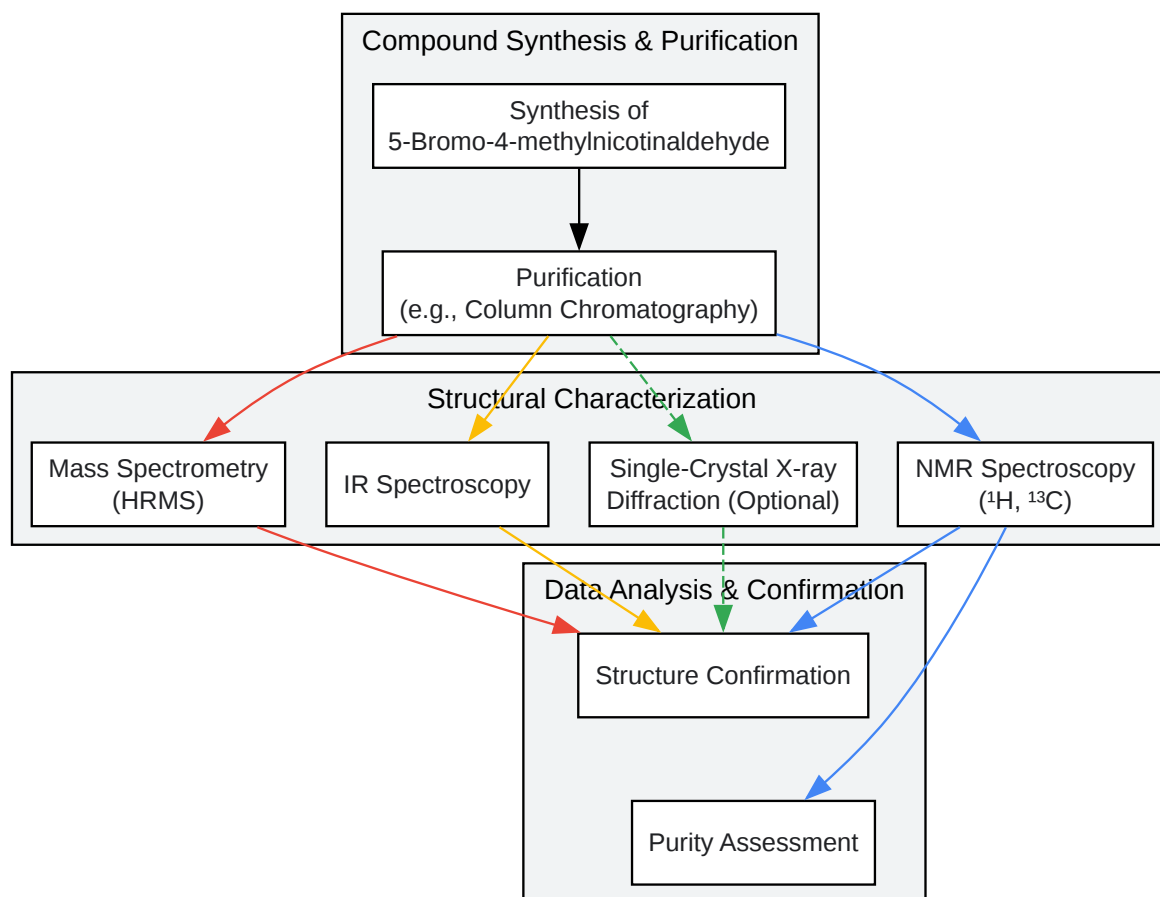 Compound Synthesis & Purification
Synthesis of
5-Bromo-4-methylnicotinaldehyde
Purification
(e.g., Column Chromatography)
Structural Characterization
Mass Spectrometry
(HRMS)
IR Spectroscopy
Single-Crystal X-ray
Diffraction (Optional)
NMR Spectroscopy
(¹H, ¹³C)
Data Analysis & Confirmation
Structure Confirmation
Purity Assessment